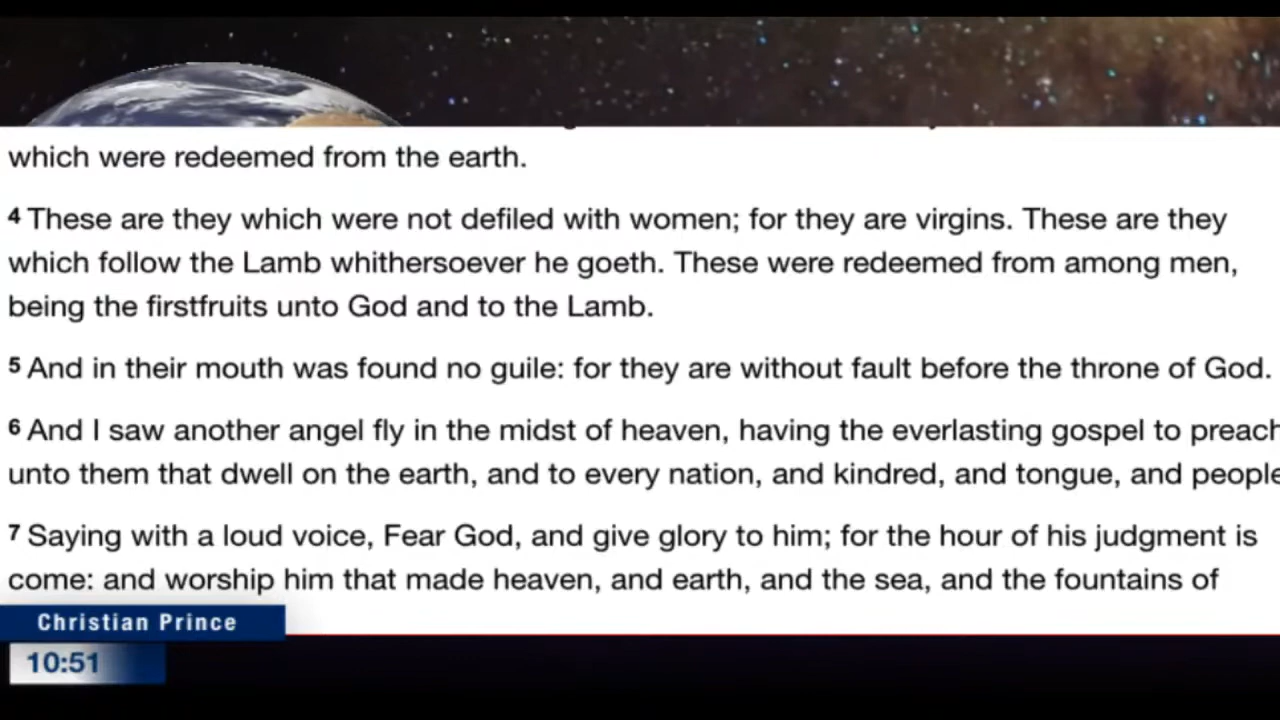 which were redeemed from the earth.
4 These are they which were not defiled with women; for they are virgins. These are they
which follow the Lamb whithersoever he goeth. These were redeemed from among men,
being the firstfruits unto God and to the Lamb.
5 And in their mouth was found no guile: for they are without fault before the throne of God.
6 And I saw another angel fly in the midst of heaven, having the everlasting gospel to preach
unto them that dwell on the earth, and to every nation, and kindred, and tongue, and people
7 Saying with a loud voice, Fear God, and give glory to him; for the hour of his judgment is
come: and worship him that made heaven, and earth, and the sea, and the fountains of
Christian Prince
10:51